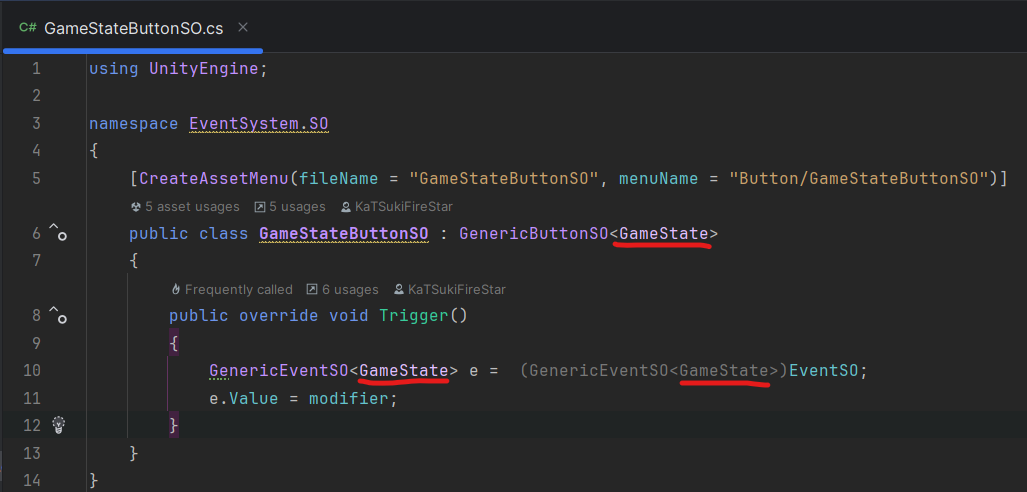 C# GameStateButtonSO.cs ×
1 using UnityEngine;
2
3 namespace EventSystem.SO
4 {
5 [CreateAssetMenu(fileName = "GameStateButtonSO", menuName = "Button/GameStateButtonSO")]
5 asset usages 5 usages KaTSukiFireStar
6 public class GameStateButtonSO : GenericButtonSO<GameState>
7 {
Frequently called 6 usages KaTSukiFireStar
8 public override void Trigger()
9 {
10 GenericEventSO<GameState> e = (GenericEventSO<GameState>)EventSO;
11 e.Value = modifier;
12 }
13 }
14 }